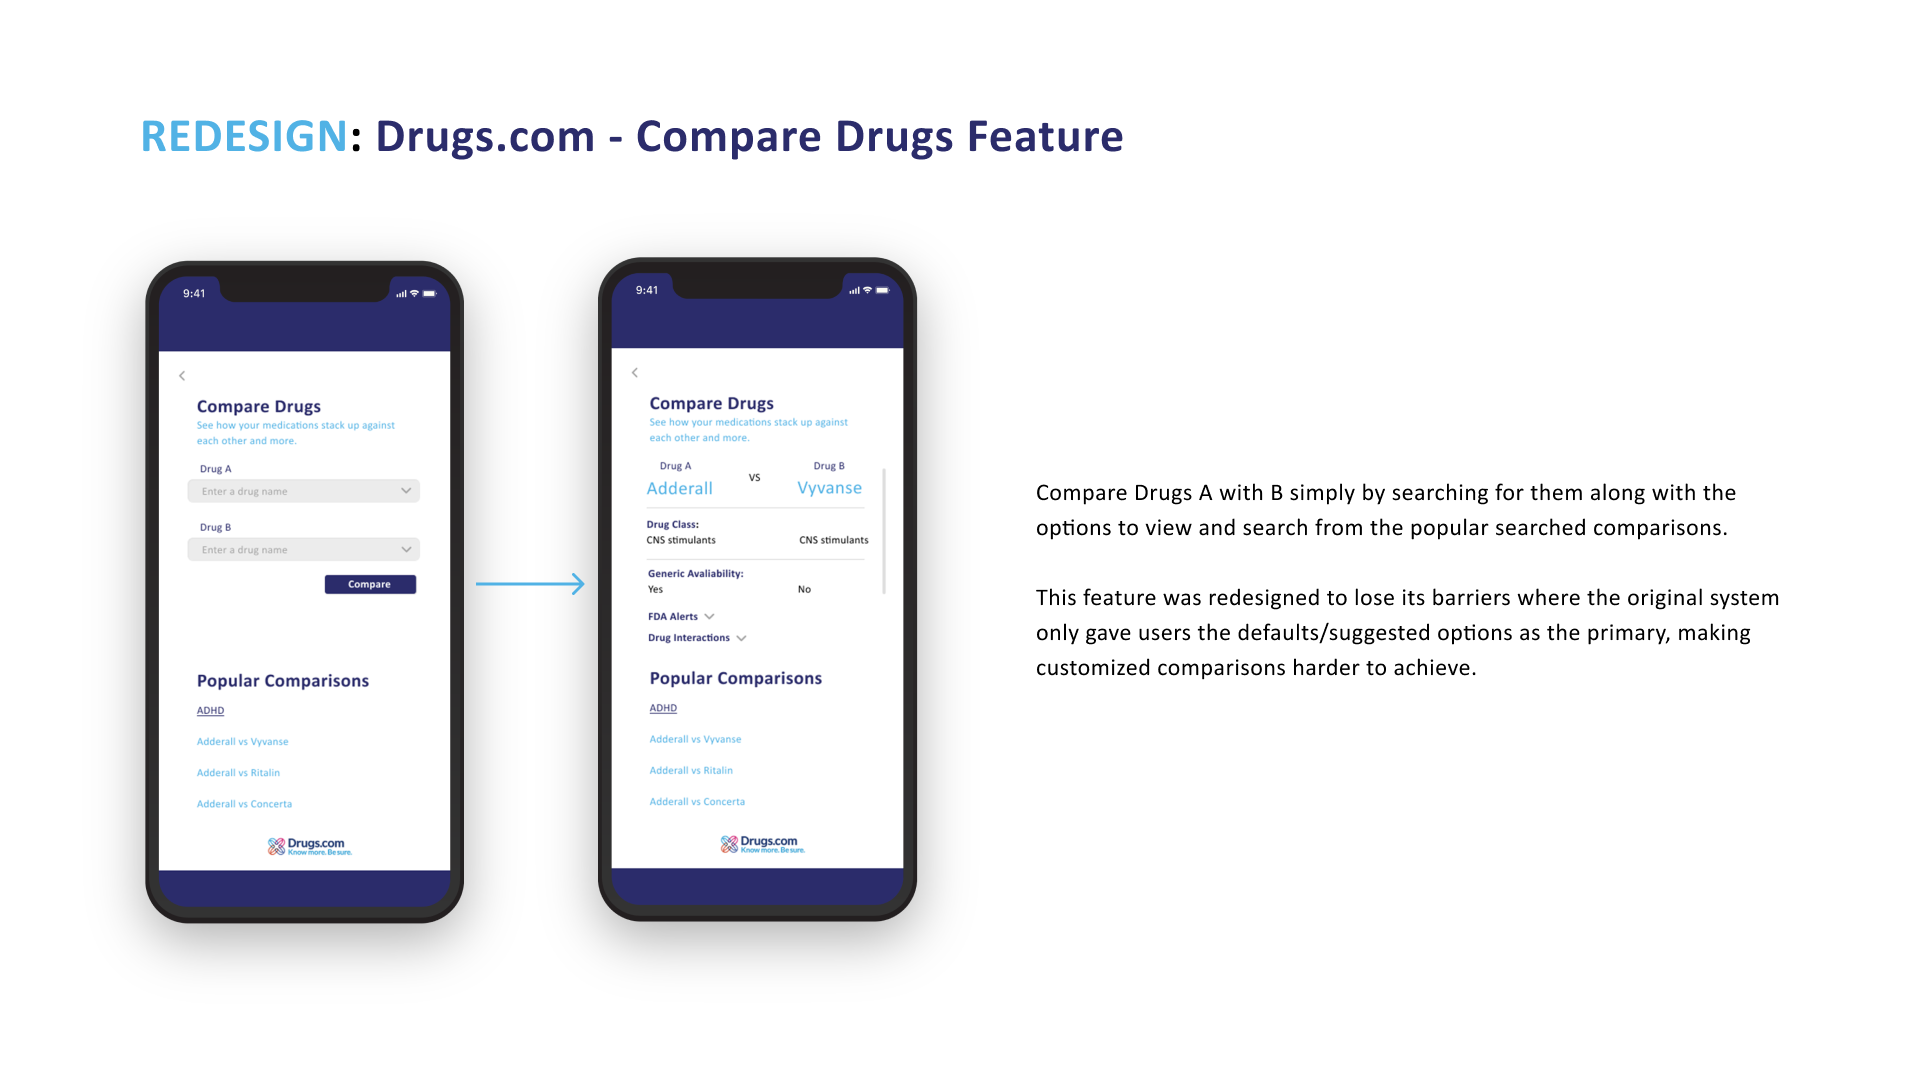 REDESIGN: Drugs.com - Compare Drugs Feature
9:41
Compare Drugs
See how your medications stack up against
each other and more.
Drug A
Enter a drug name
Drug B
Enter a drug name
Compare
Popular Comparisons
ADHD
Adderall vs Vyvanse
Adderall vs Ritalin
Adderall vs Concerta
Drugs.com
Know more. Be sure.
9:41
Compare Drugs
See how your medications stack up against
each other and more.
Drug A VS Drug B
Adderall Vyvanse
Drug Class:
CNS stimulants CNS stimulants
Generic Avaliability:
Yes No
FDA Alerts
Drug Interactions
Popular Comparisons
ADHD
Adderall vs Vyvanse
Adderall vs Ritalin
Adderall vs Concerta
Drugs.com
Know more. Be sure.
Compare Drugs A with B simply by searching for them along with the
options to view and search from the popular searched comparisons.
This feature was redesigned to lose its barriers where the original system
only gave users the defaults/suggested options as the primary, making
customized comparisons harder to achieve.